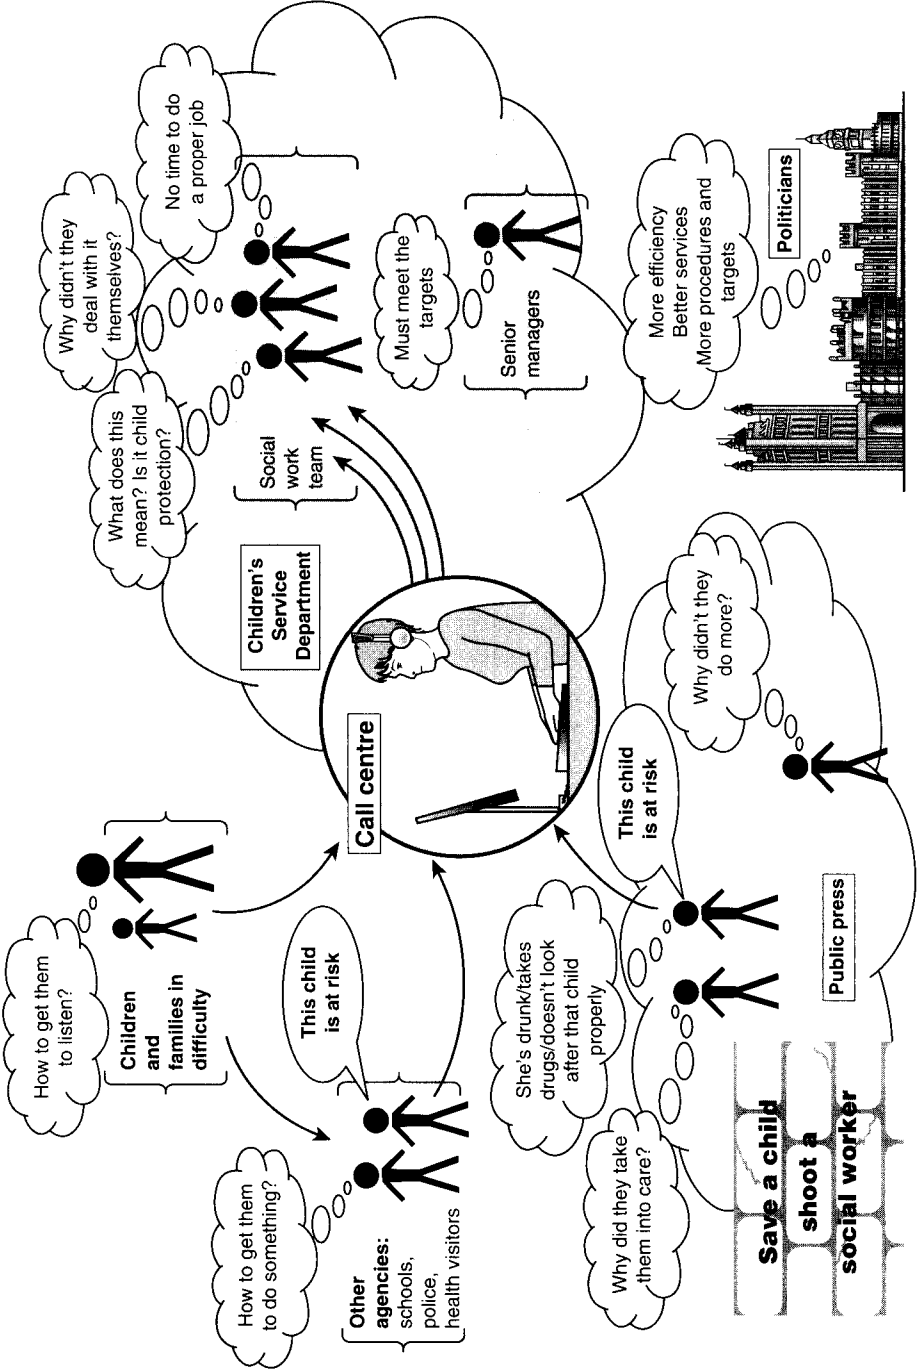 How to get them
to do something?
Other
agencies:
schools,
police,
health visitors
This child
is at risk
How to get them
to listen?
Children
and
families in
difficulty
Call centre
Children's
Service
Department
What does this
mean? Is it child
protection?
Why didn't they
deal with it
themselves?
No time to do
a proper job
Social
work
team
Must meet the
targets
Senior
managers
Why did they take
them into care?
She's drunk/takes
drugs/doesn't look
after that child
properly
This child
is at risk
Why didn't they
do more?
Public press
Save a child
shoot a
social worker
More efficiency
Better services
More procedures and
targets
Politicians